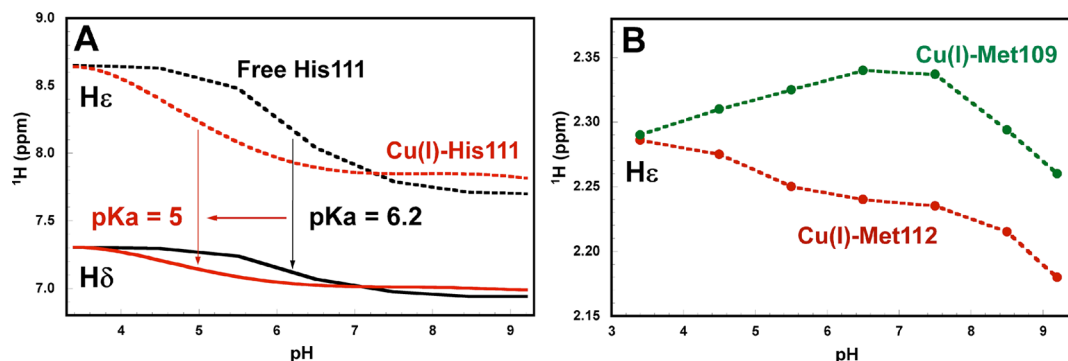 A
9.0
8.5
8.0
7.5
7.0
¹H (ppm)
Free His111
Hε
Cu(I)-His111
pKa = 5
pKa = 6.2
Hδ
4 5 6 7 8 9
pH
B
2.35
2.30
2.25
2.20
2.15
¹H (ppm)
Cu(I)-Met109
Hε
Cu(I)-Met112
3 4 5 6 7 8 9
pH